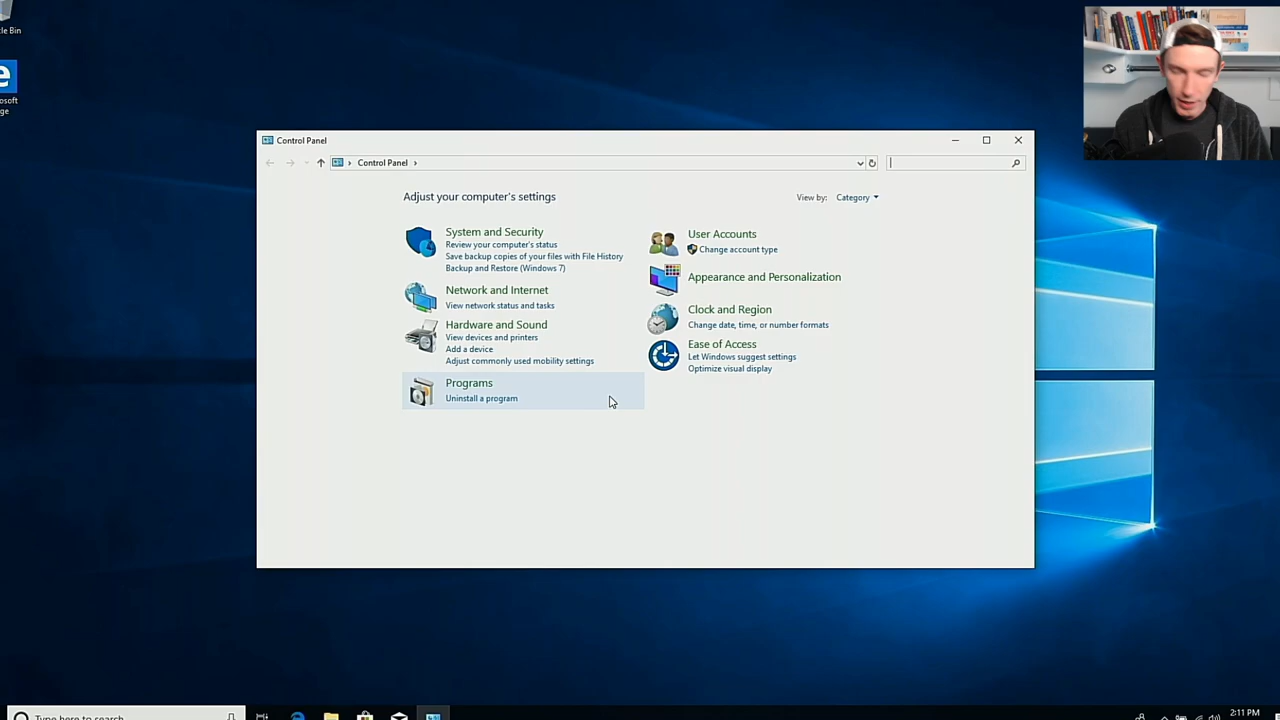 cle Bin
osoft
ge
Control Panel
Control Panel
Adjust your computer's settings
View by:
Category
System and Security
Review your computer's status
Save backup copies of your files with File History
Backup and Restore (Windows 7)
Network and Internet
View network status and tasks
Hardware and Sound
View devices and printers
Add a device
Adjust commonly used mobility settings
Programs
Uninstall a program
User Accounts
Change account type
Appearance and Personalization
Clock and Region
Change date, time, or number formats
Ease of Access
Let Windows suggest settings
Optimize visual display
Type here to search
2:11 PM